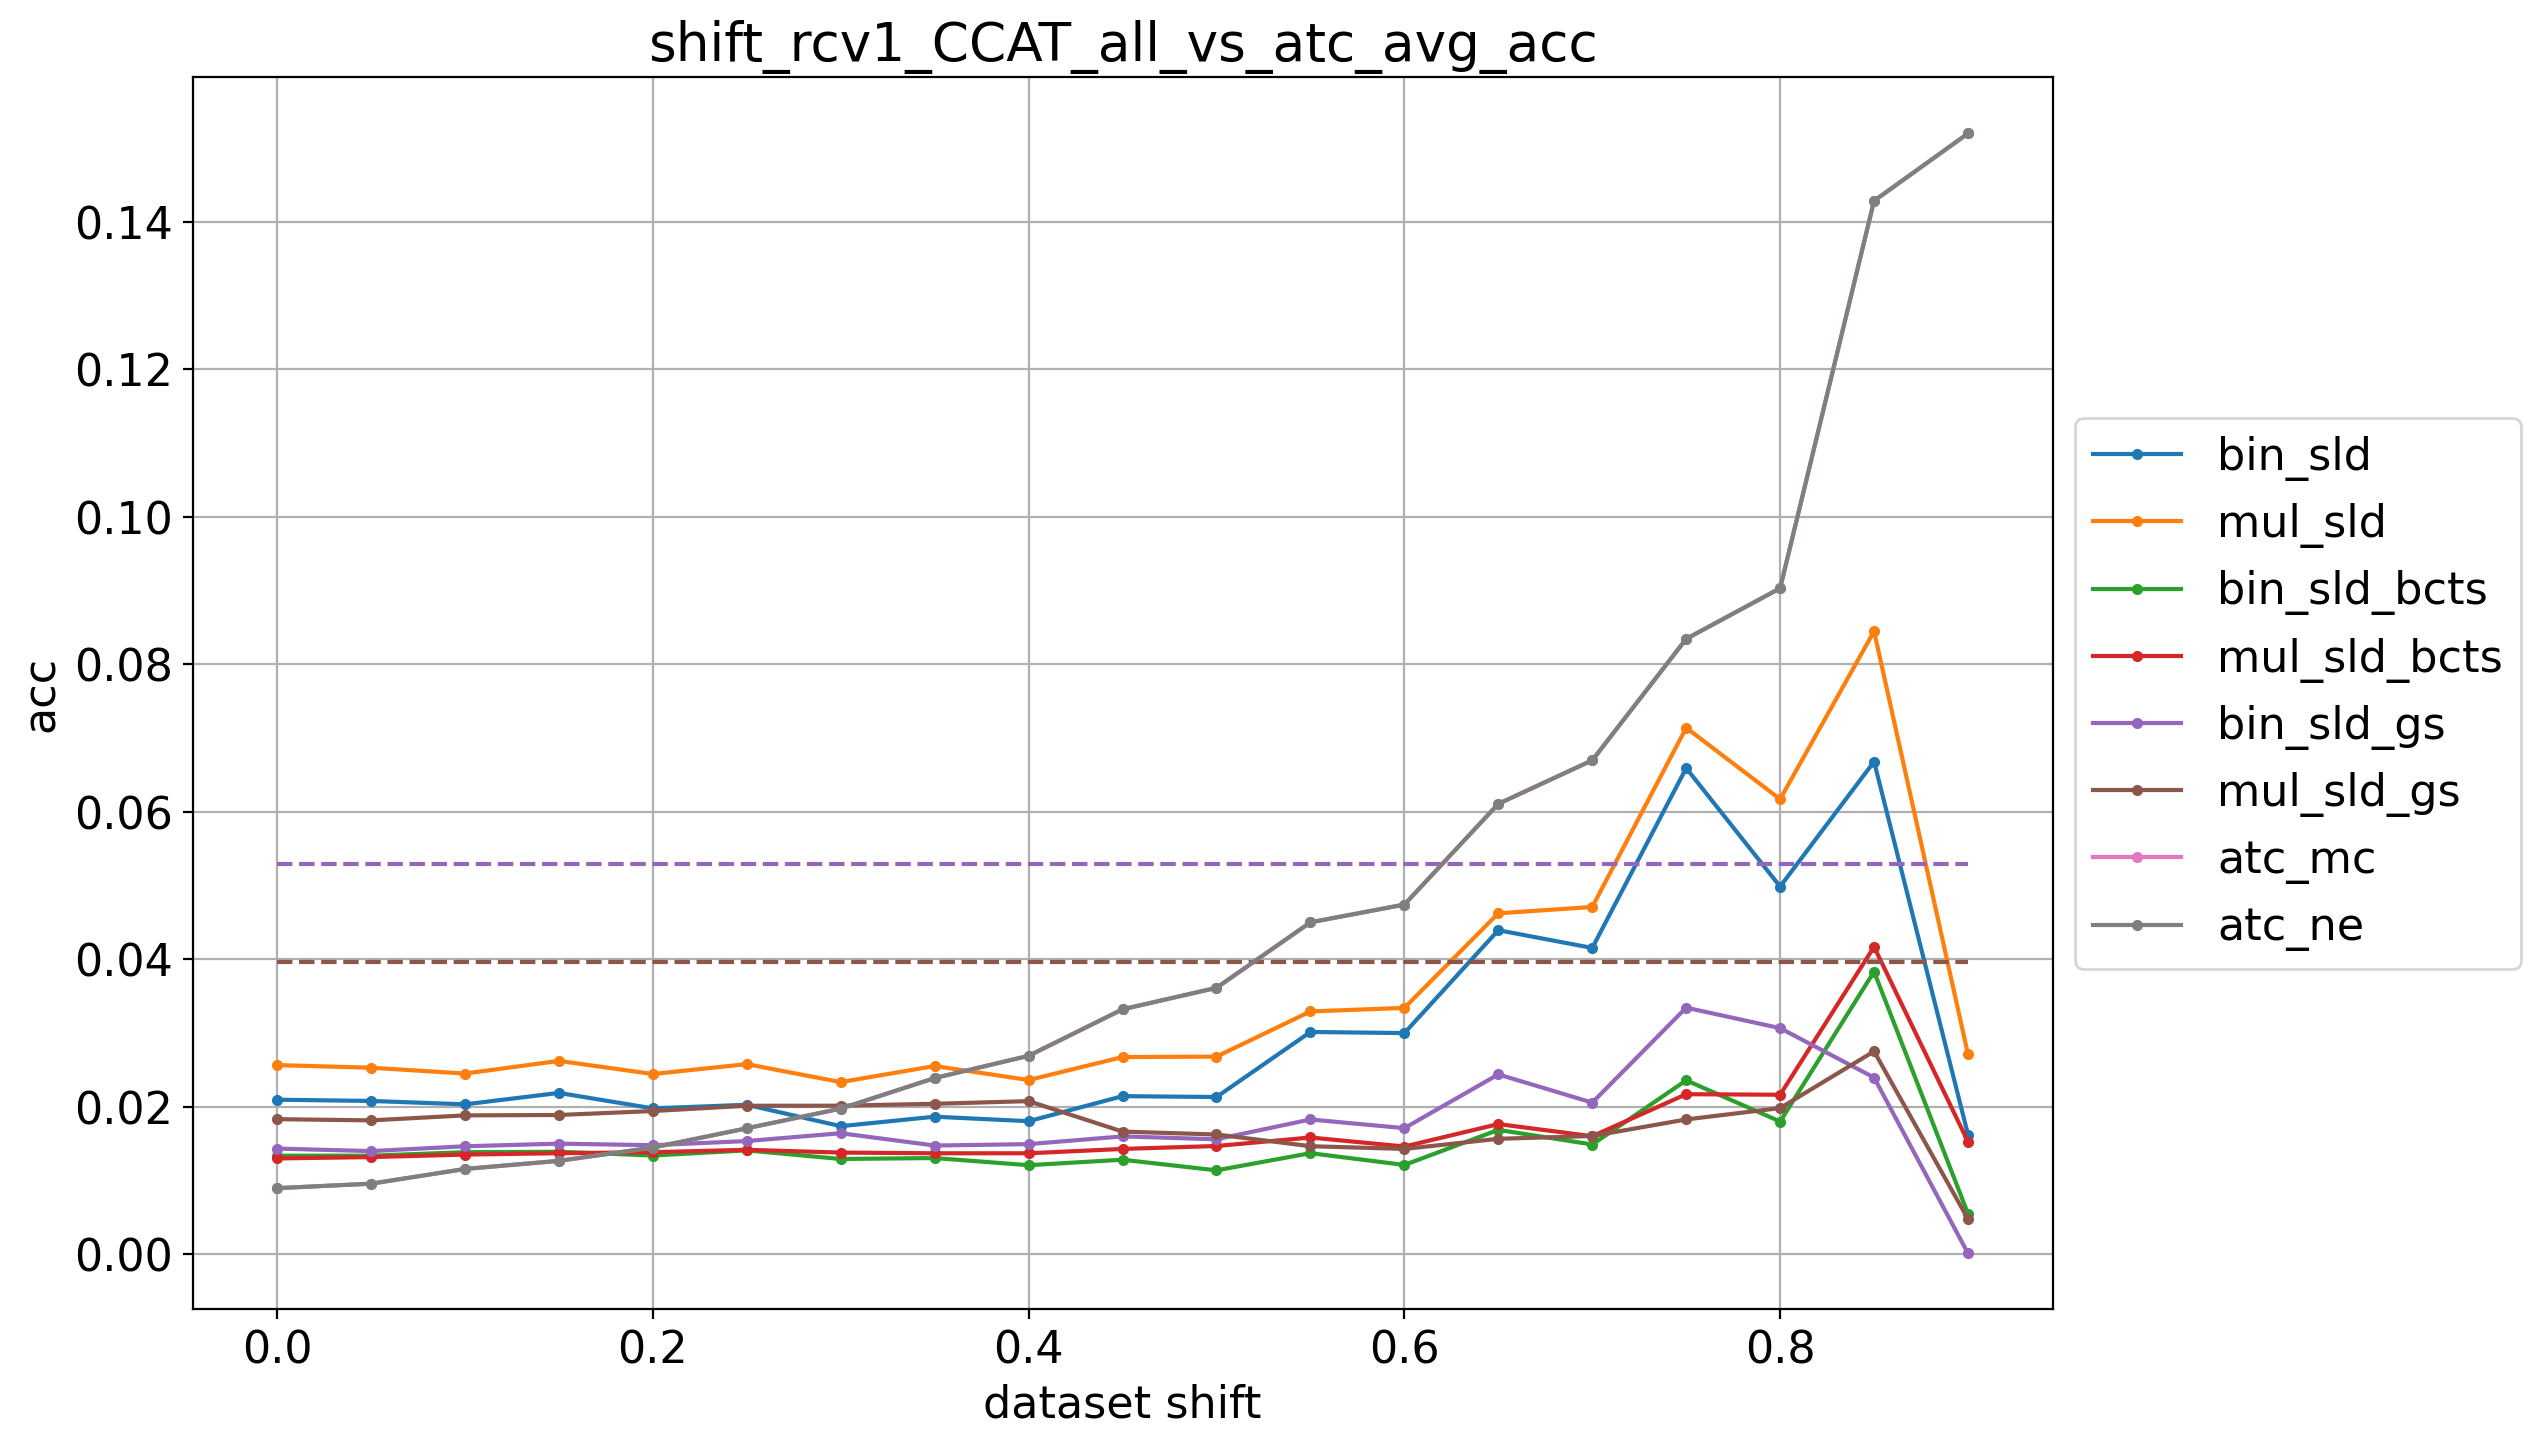 shift_rcv1_CCAT_all_vs_atc_avg_acc
acc
0.14
0.12
0.10
0.08
0.06
0.04
0.02
0.00
0.0 0.2 0.4 0.6 0.8
dataset shift
bin_sld
mul_sld
bin_sld_bcts
mul_sld_bcts
bin_sld_gs
mul_sld_gs
atc_mc
atc_ne